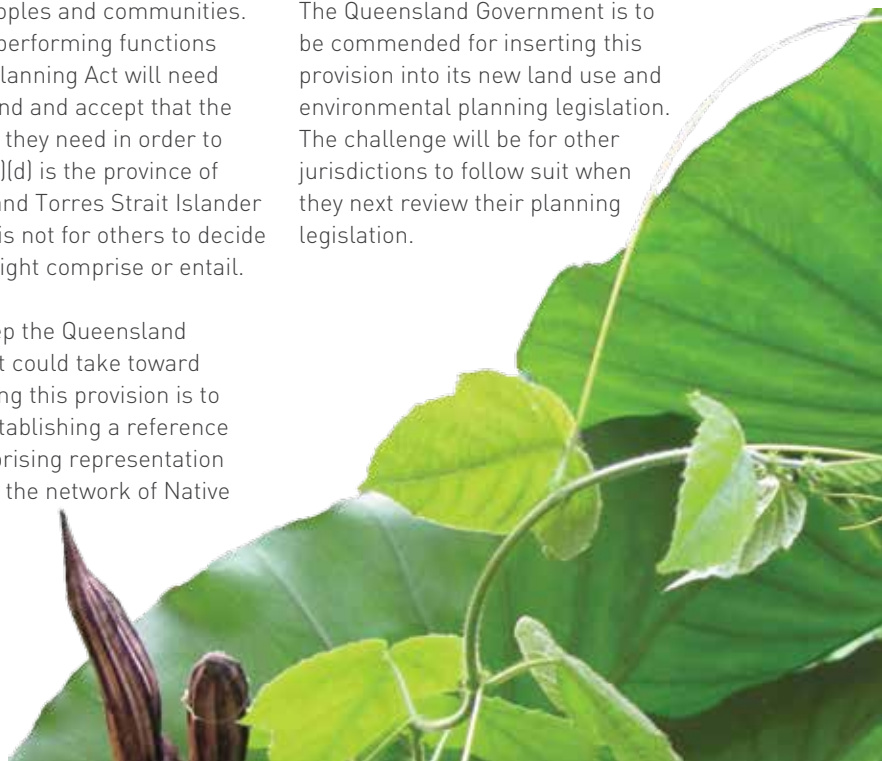 oples and communities.
performing functions
lanning Act will need
nd and accept that the
they need in order to
)(d) is the province of
and Torres Strait Islander
is not for others to decide
ight comprise or entail.
ep the Queensland
t could take toward
ng this provision is to
tablishing a reference
prising representation
the network of Native
The Queensland Government is to
be commended for inserting this
provision into its new land use and
environmental planning legislation.
The challenge will be for other
jurisdictions to follow suit when
they next review their planning
legislation.